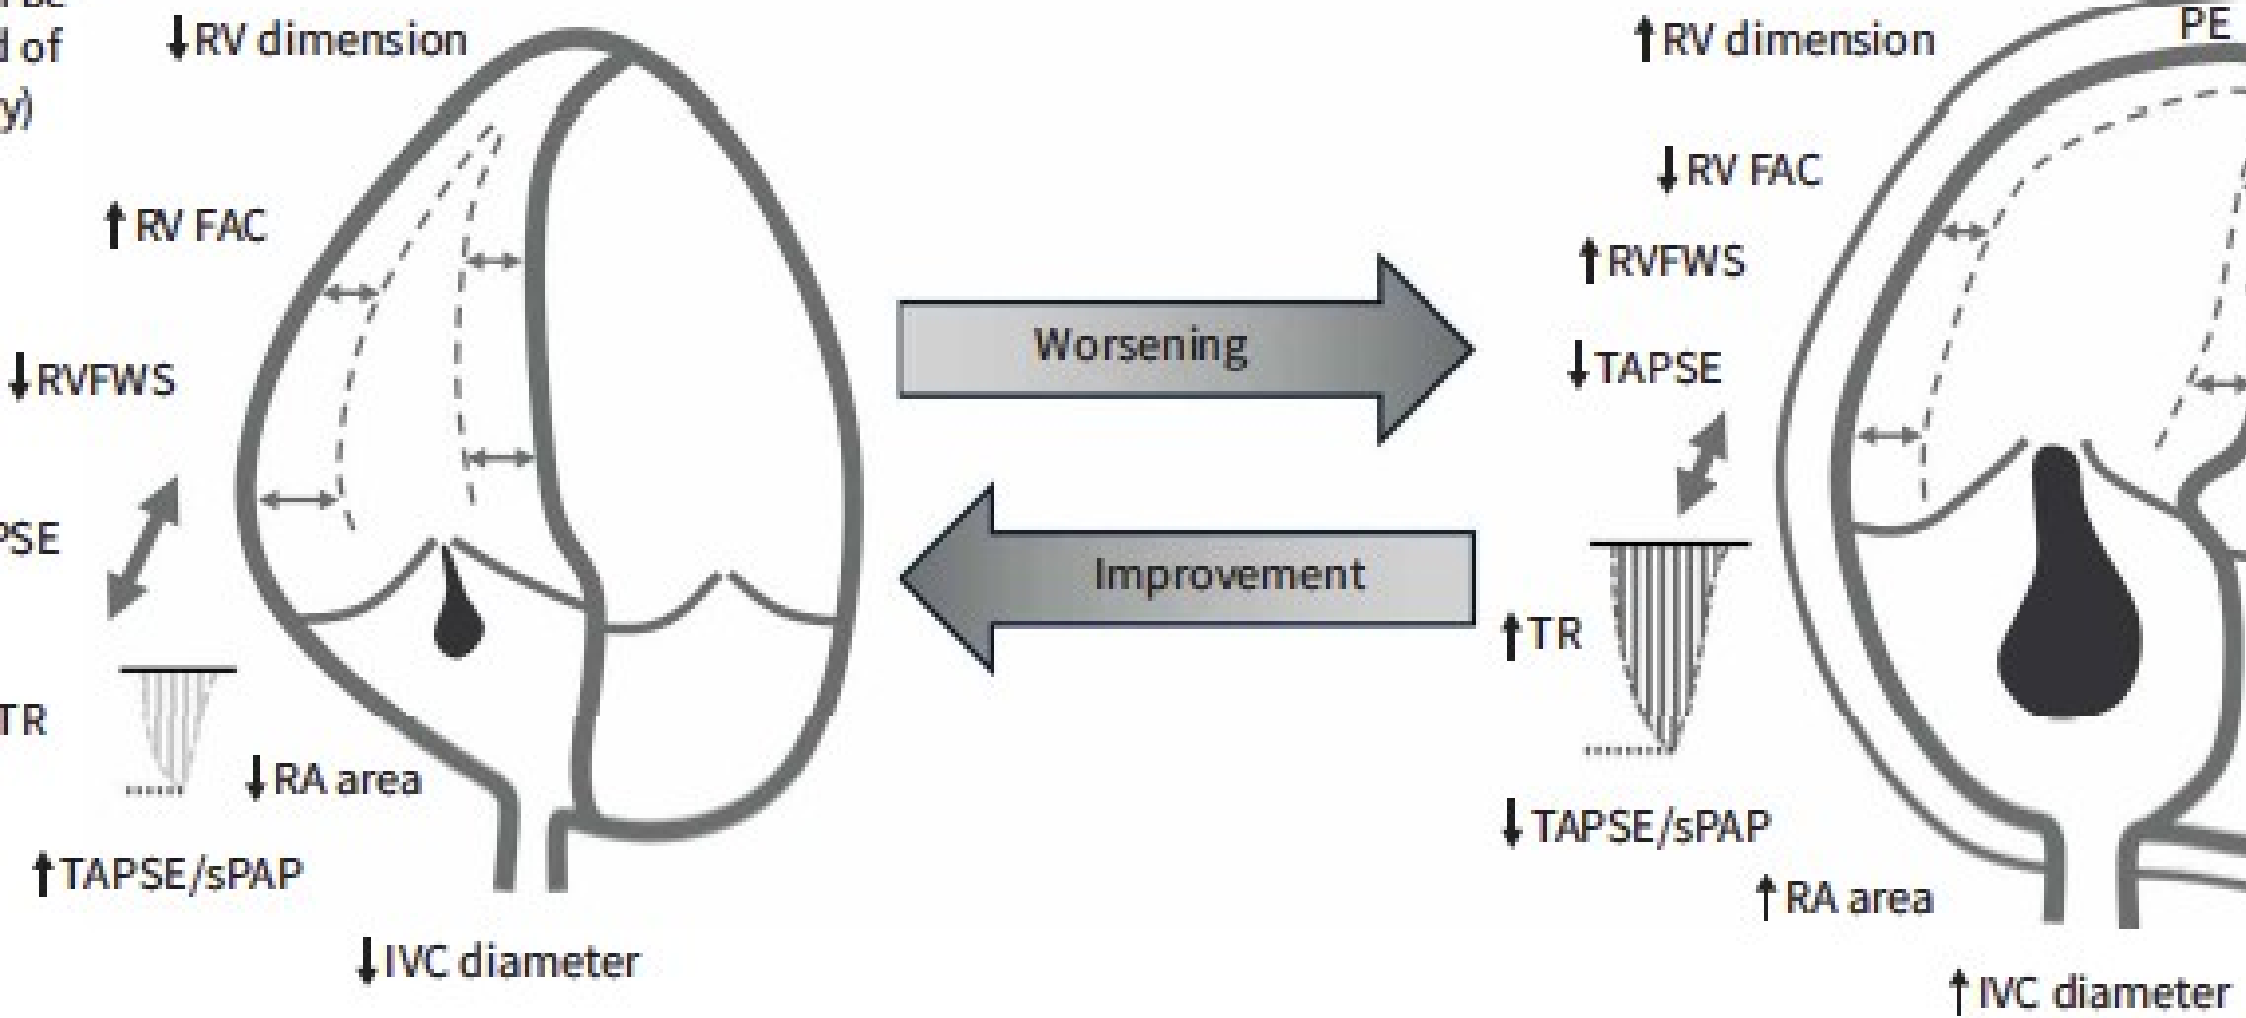 d of
y)
↓RV dimension
↑RV FAC
↓RVFWS
PSE
TR
↓RA area
↑TAPSE/sPAP
↓IVC diameter
Worsening
Improvement
↑RV dimension
PE
↓RV FAC
↑RVFWS
↓TAPSE
↑TR
↓TAPSE/sPAP
↑RA area
↑IVC diameter